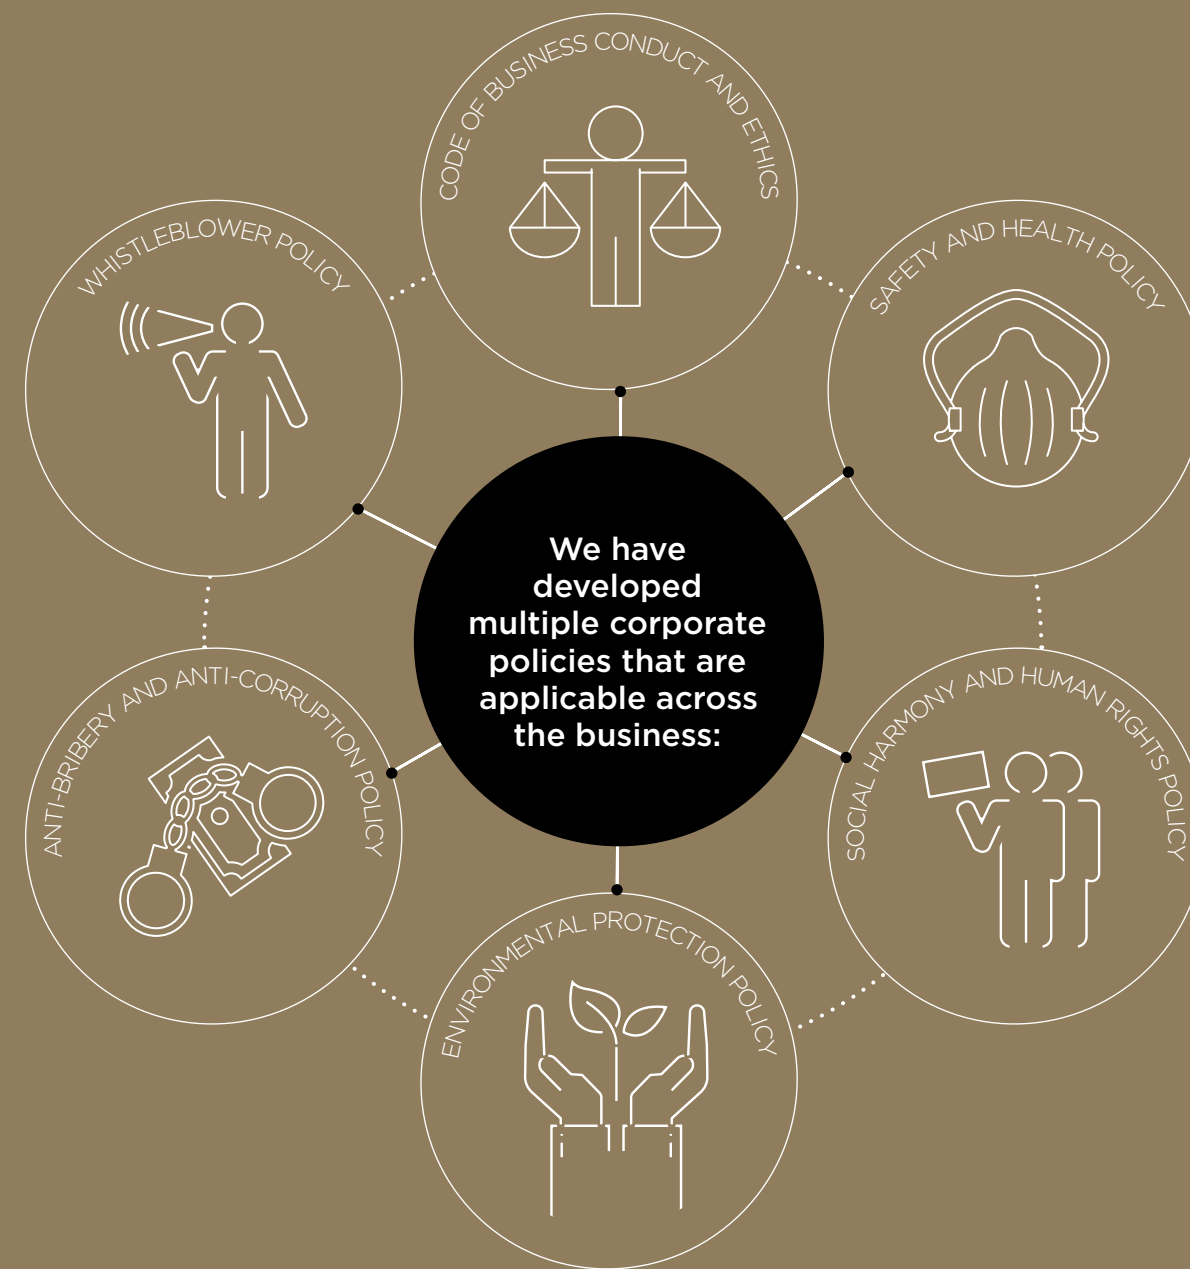 CODE OF BUSINESS CONDUCT AND ETHICS
WHISTLEBLOWER POLICY
SAFETY AND HEALTH POLICY
We have
developed
multiple corporate
policies that are
applicable across
the business:
ANTI-BRIBERY AND ANTI-CORRUPTION POLICY
SOCIAL HARMONY AND HUMAN RIGHTS POLICY
ENVIRONMENTAL PROTECTION POLICY